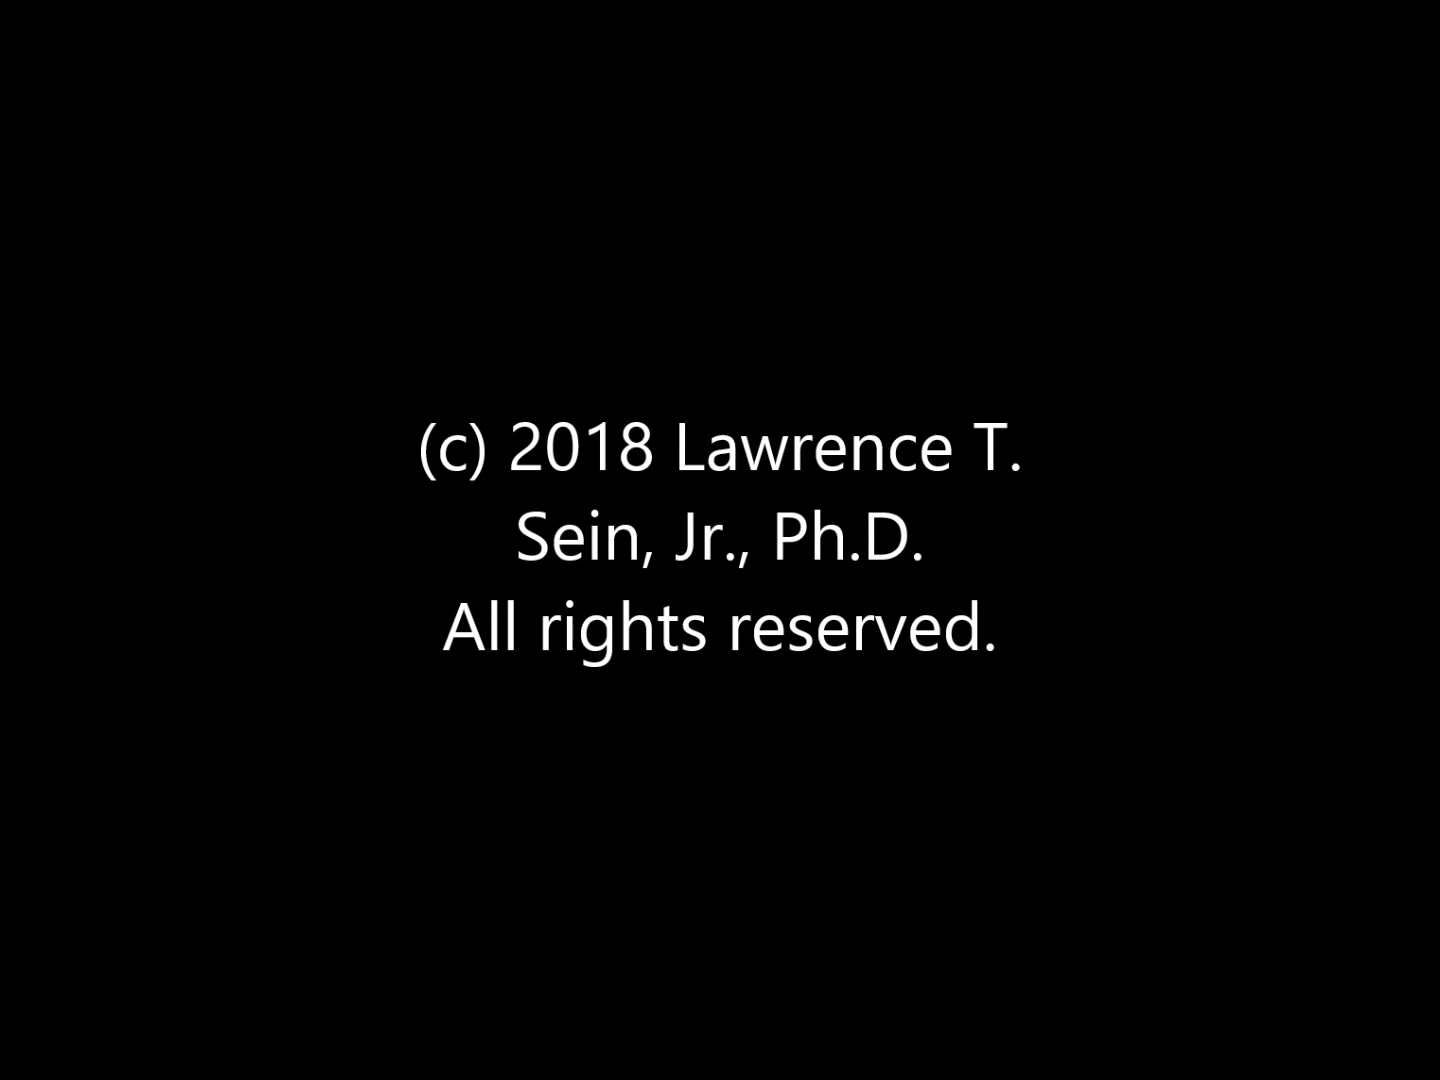 (c) 2018 Lawrence T.
Sein, Jr., Ph.D.
All rights reserved.